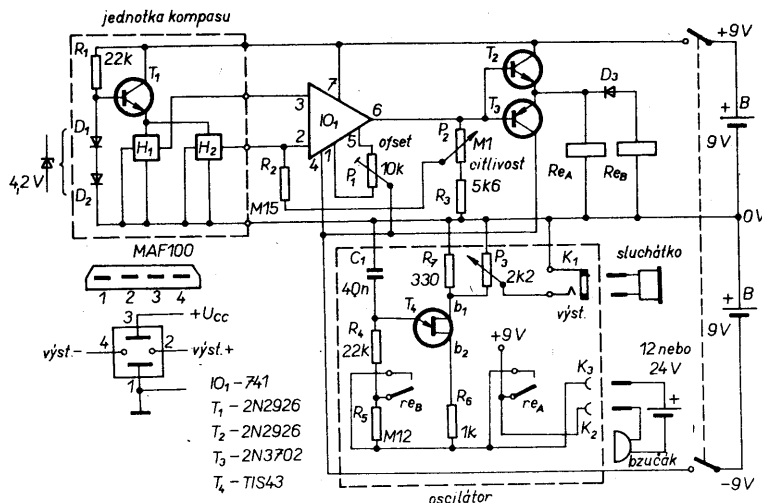 jednotka kompasu
R1
22k
T1
D1
D2
4,2 V
H1
H2
MAF100
1 2 3 4
3
+Ucc
výst.- 4
2 výst.+
1
IO1 - 741
T1 - 2N2926
T2 - 2N2926
T3 - 2N3702
T4 - TIS43
3
2
7
IO1
6
4
1
5
ofset
P1
10k
R2
M15
P2
M1
citlivost
R3
5k6
T2
T3
D3
ReA
ReB
+9V
+
B
9V
0V
+
B
9V
-9V
C1
40n
R7
330
P3
2k2
K1
výst.
sluchátko
T4
b1
b2
R4
22k
reB
R5
M12
R6
1k
+9V
reA
K3
K2
12 nebo
24V
+
bzučák
oscilátor